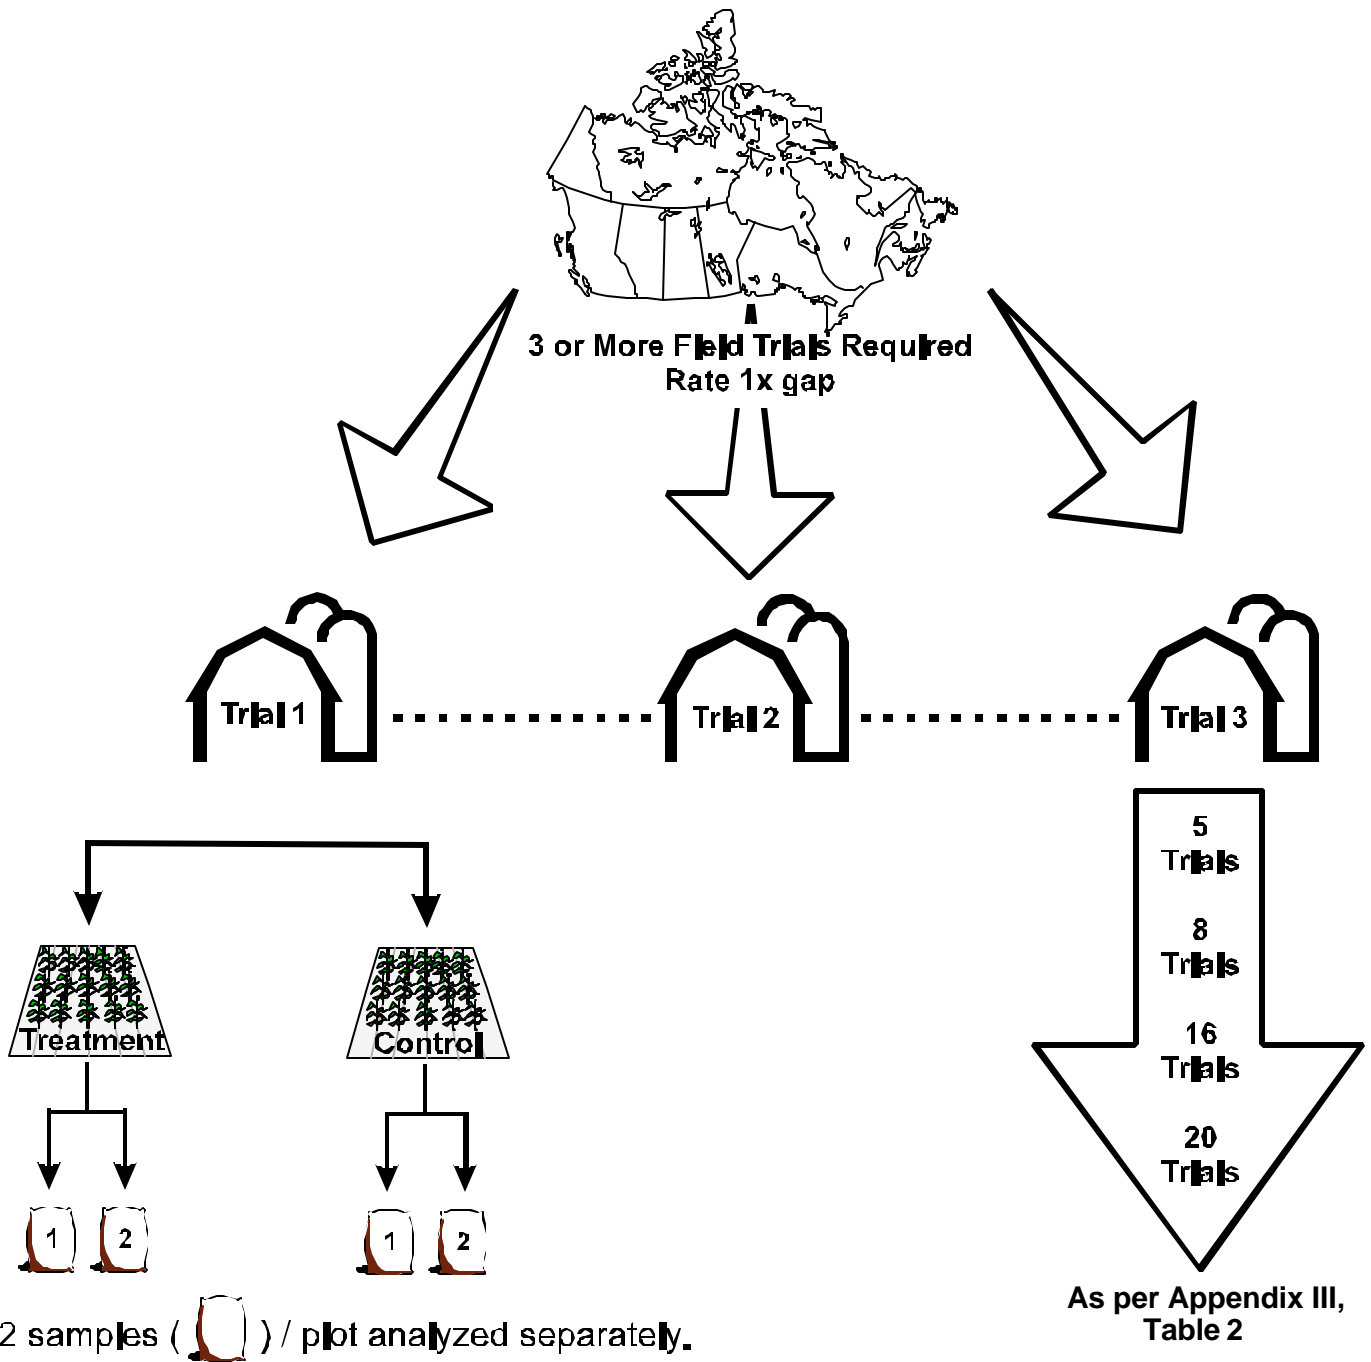 3 or More Field Trials Required
Rate 1x gap
Trial 1
Trial 2
Trial 3
5
Trials
8
Trials
16
Trials
20
Trials
As per Appendix III,
Table 2
Treatment
Control
1
2
1
2
2 samples ( ) / plot analyzed separately.